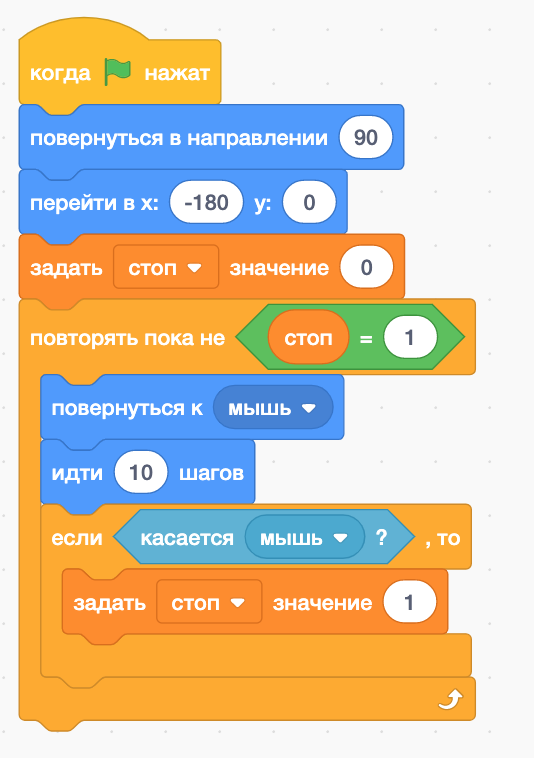 когда нажат
повернуться в направлении 90
перейти в x: -180 y: 0
задать стоп значение 0
повторять пока не стоп = 1
повернуться к мышь
идти 10 шагов
если касается мышь ? , то
задать стоп значение 1